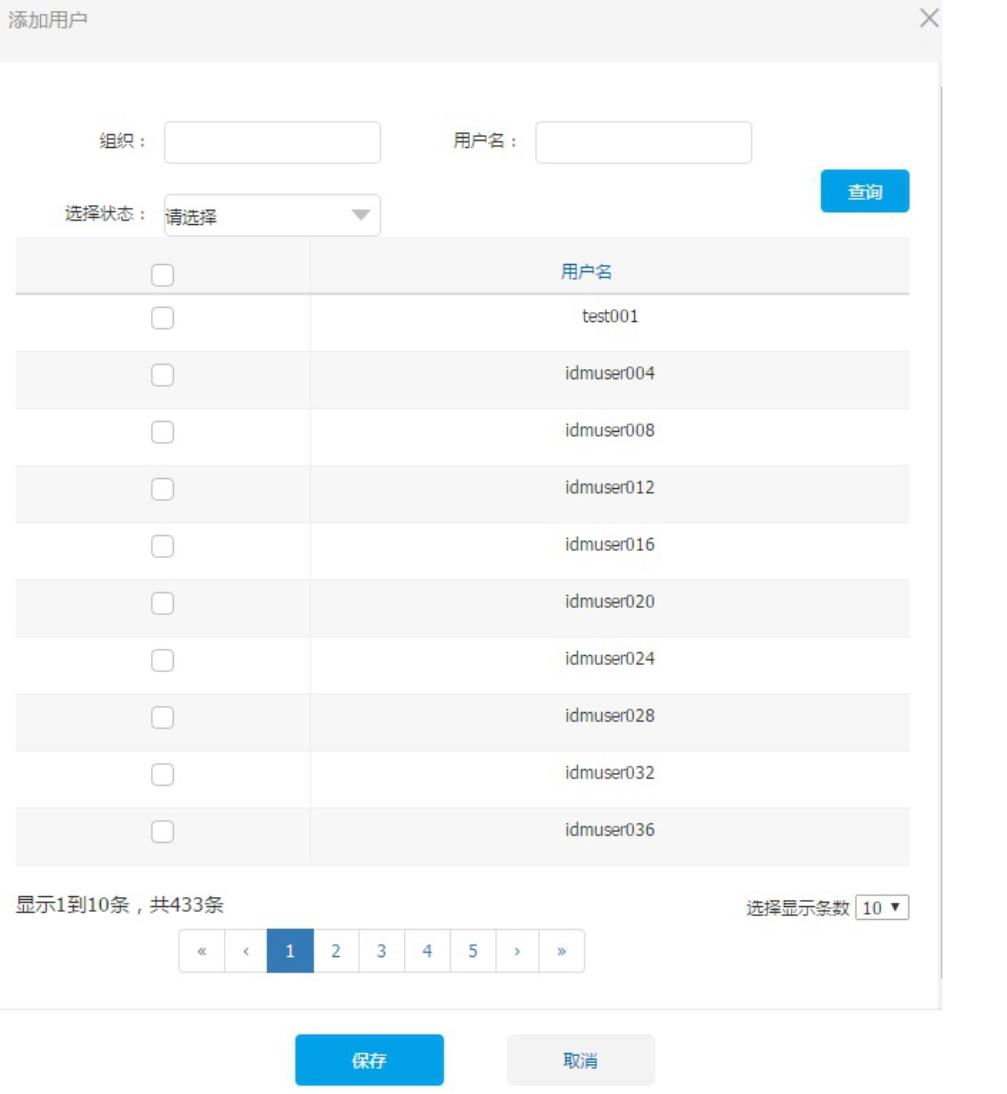 添加用户
组织： 用户名：
查询
选择状态： 请选择
用户名
test001
idmuser004
idmuser008
idmuser012
idmuser016
idmuser020
idmuser024
idmuser028
idmuser032
idmuser036
显示1到10条，共433条 选择显示条数 10
« ‹ 1 2 3 4 5 › »
保存 取消